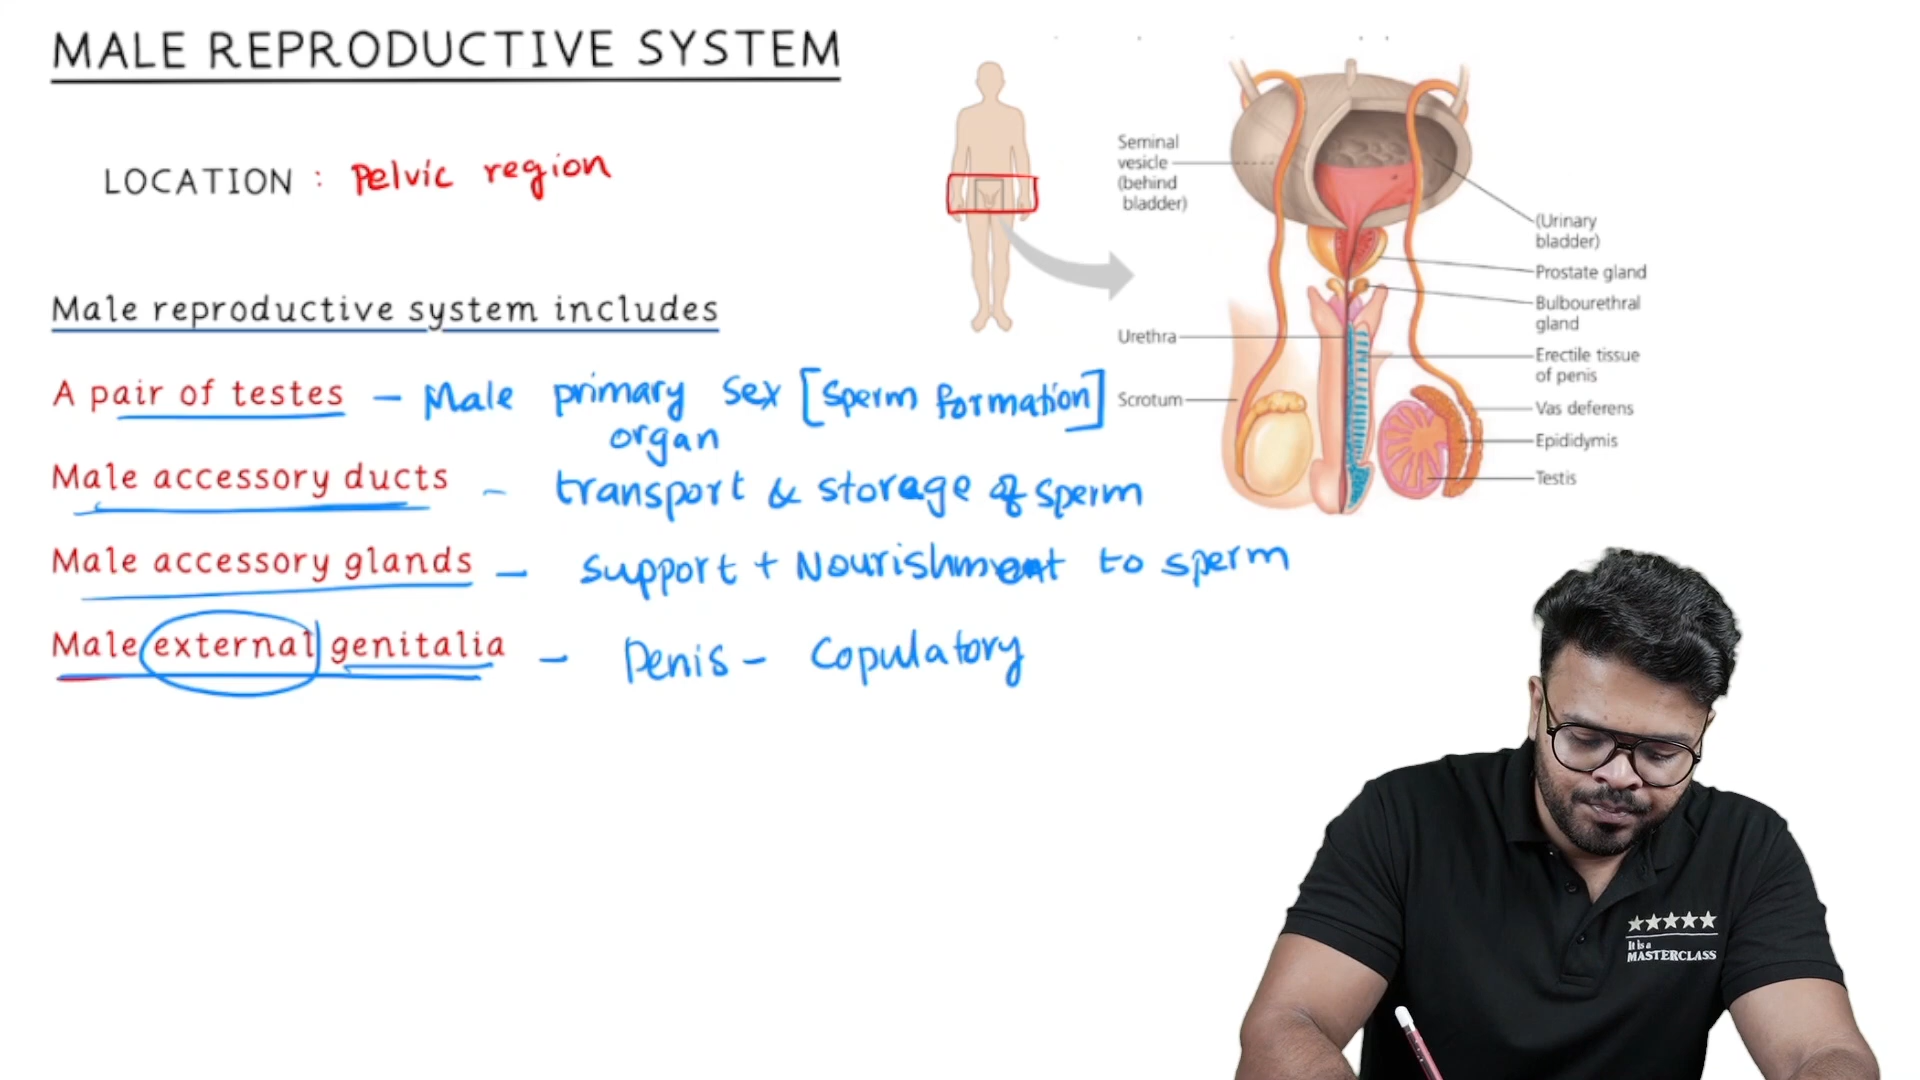 MALE REPRODUCTIVE SYSTEM
LOCATION : Pelvic region
Male reproductive system includes
A pair of testes - Male primary sex [sperm formation]
organ
Male accessory ducts - transport & storage of sperm
Male accessory glands - support + Nourishment to sperm
Male external genitalia - Penis - Copulatory
Seminal
vesicle
(behind
bladder)
Urethra
Scrotum
(Urinary
bladder)
Prostate gland
Bulbourethral
gland
Erectile tissue
of penis
Vas deferens
Epididymis
Testis
It is a
MASTERCLASS